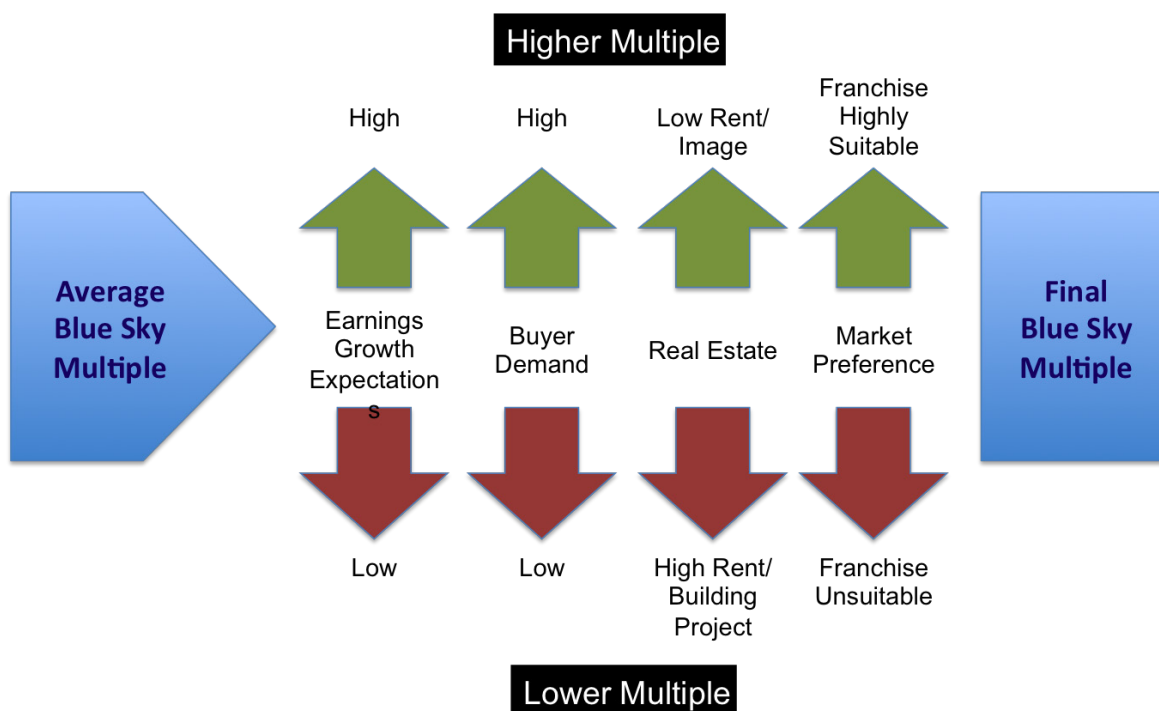 Higher Multiple
High
High
Low Rent/
Image
Franchise
Highly
Suitable
Average
Blue Sky
Multiple
Earnings
Growth
Expectation
s
Buyer
Demand
Real Estate
Market
Preference
Final
Blue Sky
Multiple
Low
Low
High Rent/
Building
Project
Franchise
Unsuitable
Lower Multiple